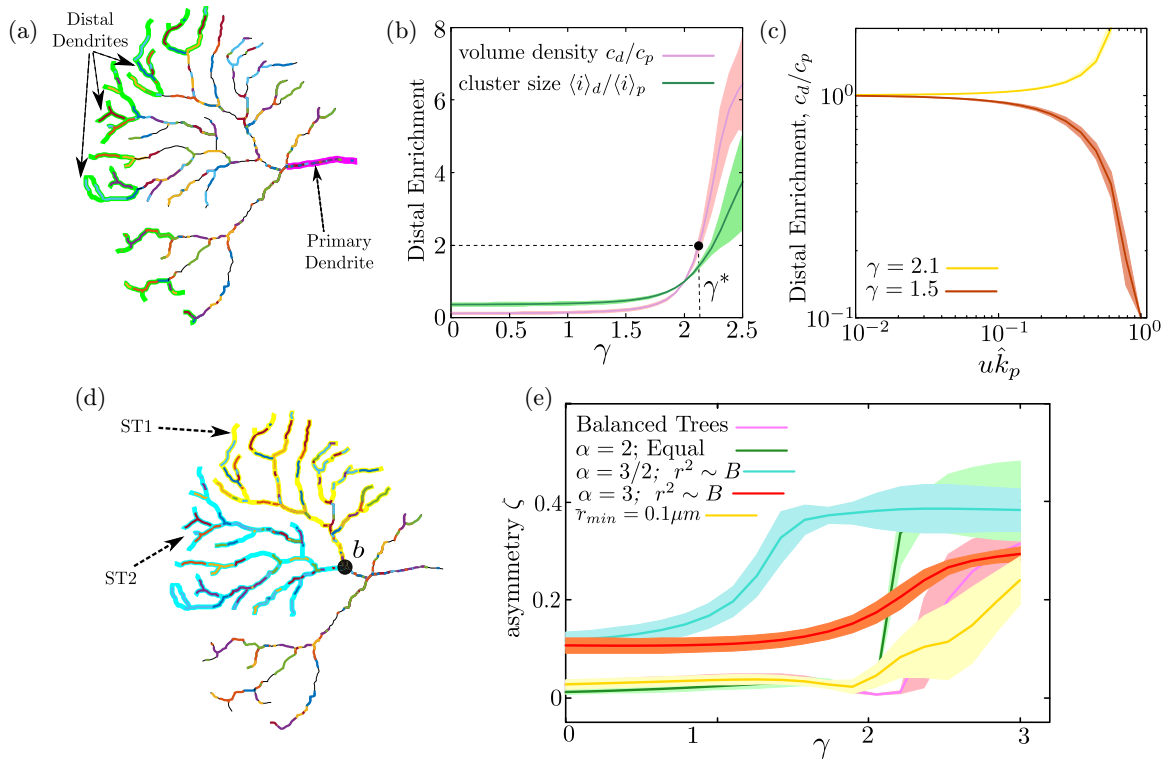 (a)
Distal
Dendrites
Primary
Dendrite
(b)
Distal Enrichment
volume density c_d/c_p
cluster size ⟨i⟩_d/⟨i⟩_p
8
6
4
2
0
γ*
0 0.5 1 1.5 2 2.5
γ
(c)
Distal Enrichment, c_d/c_p
10^0
10^{-1}
γ = 2.1
γ = 1.5
10^{-2} 10^{-1} 10^0
uk̂_p
(d)
ST1
ST2
b
(e)
asymmetry ζ
Balanced Trees
α = 2; Equal
α = 3/2; r^2 ∼ B
α = 3; r^2 ∼ B
r_{min} = 0.1μm
0.4
0.2
0
0 1 2 3
γ